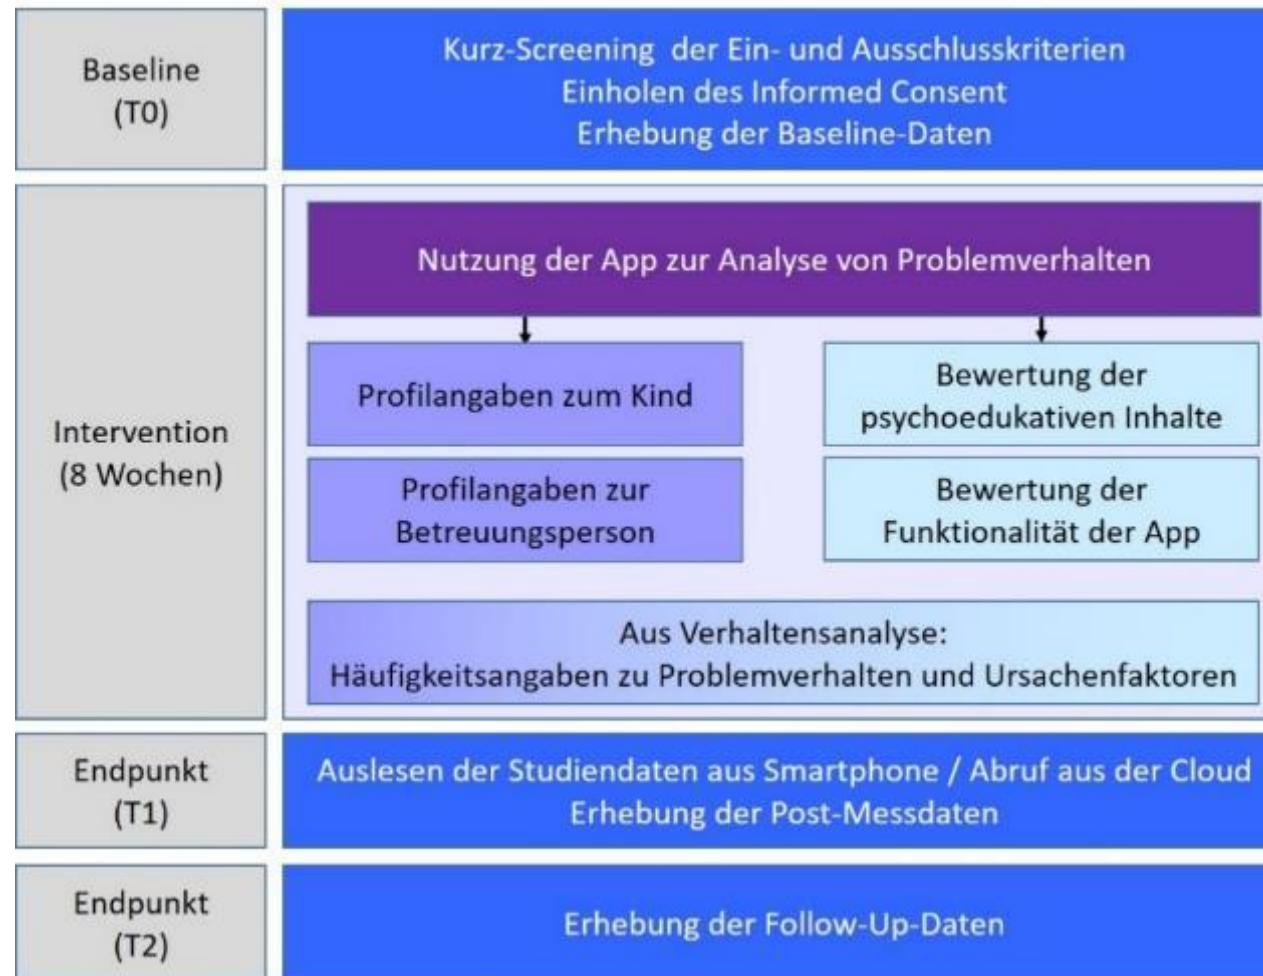 Baseline
(T0)
Kurz-Screening der Ein- und Ausschlusskriterien
Einholen des Informed Consent
Erhebung der Baseline-Daten
Intervention
(8 Wochen)
Nutzung der App zur Analyse von Problemverhalten
Profilangaben zum Kind
Bewertung der
psychoedukativen Inhalte
Profilangaben zur
Betreuungsperson
Bewertung der
Funktionalität der App
Aus Verhaltensanalyse:
Häufigkeitsangaben zu Problemverhalten und Ursachenfaktoren
Endpunkt
(T1)
Auslesen der Studiendaten aus Smartphone / Abruf aus der Cloud
Erhebung der Post-Messdaten
Endpunkt
(T2)
Erhebung der Follow-Up-Daten